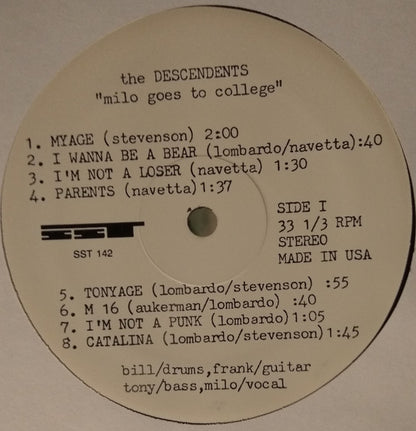 the DESCENDENTS
"milo goes to college"
1. MYAGE (stevenson) 2:00
2. I WANNA BE A BEAR (lombardo/navetta):40
3. I'M NOT A LOSER (navetta) 1:30
4. PARENTS (navetta)1:37
SST
SST 142
SIDE I
33 1/3 RPM
STEREO
MADE IN USA
5. TONYAGE (lombardo/stevenson) :55
6. M 16 (aukerman/lombardo) :40
7. I'M NOT A PUNK (lombardo)1:05
8. CATALINA (lombardo/stevenson)1:45
bill/drums,frank/guitar
tony/bass,milo/vocal